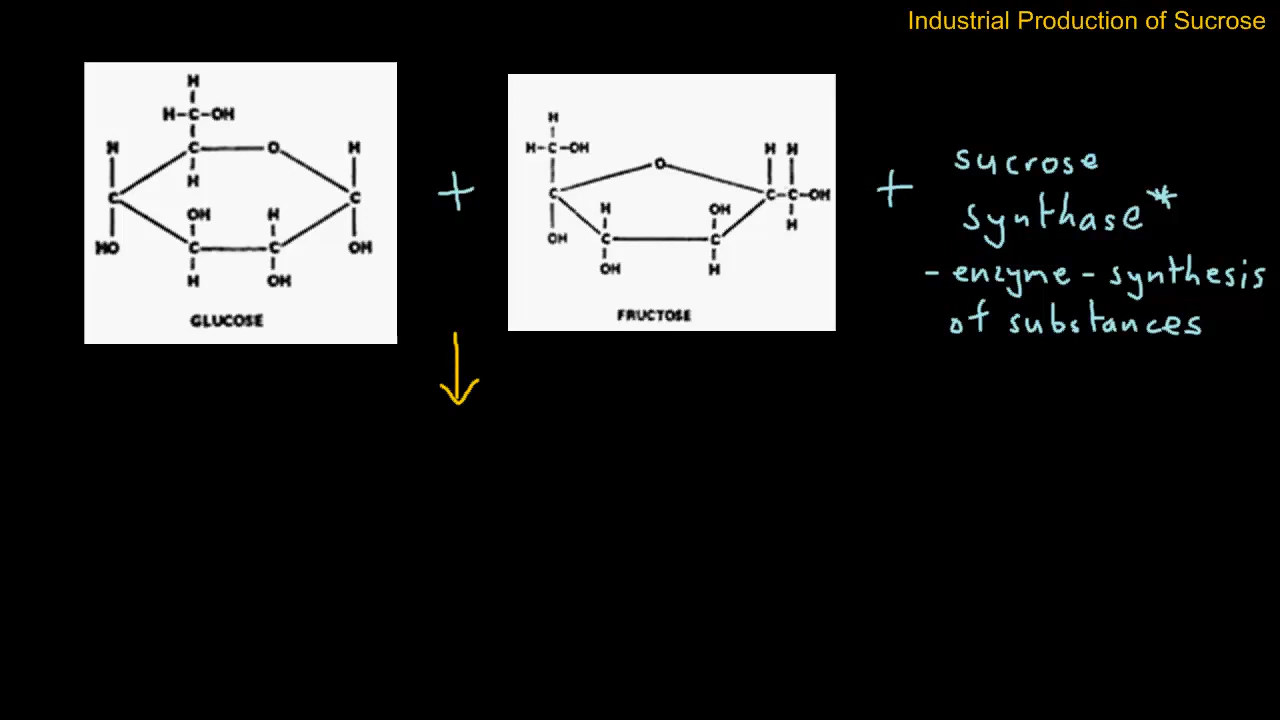 Industrial Production of Sucrose
H
H-C-OH
H C O H
H
C C
OH H
HO C C OH
H OH
GLUCOSE
+
H
H-C-OH H H
O
C C-C-OH
H OH H
OH C C
OH H
FRUCTOSE
+
sucrose
synthase*
- enzyme - synthesis
of substances